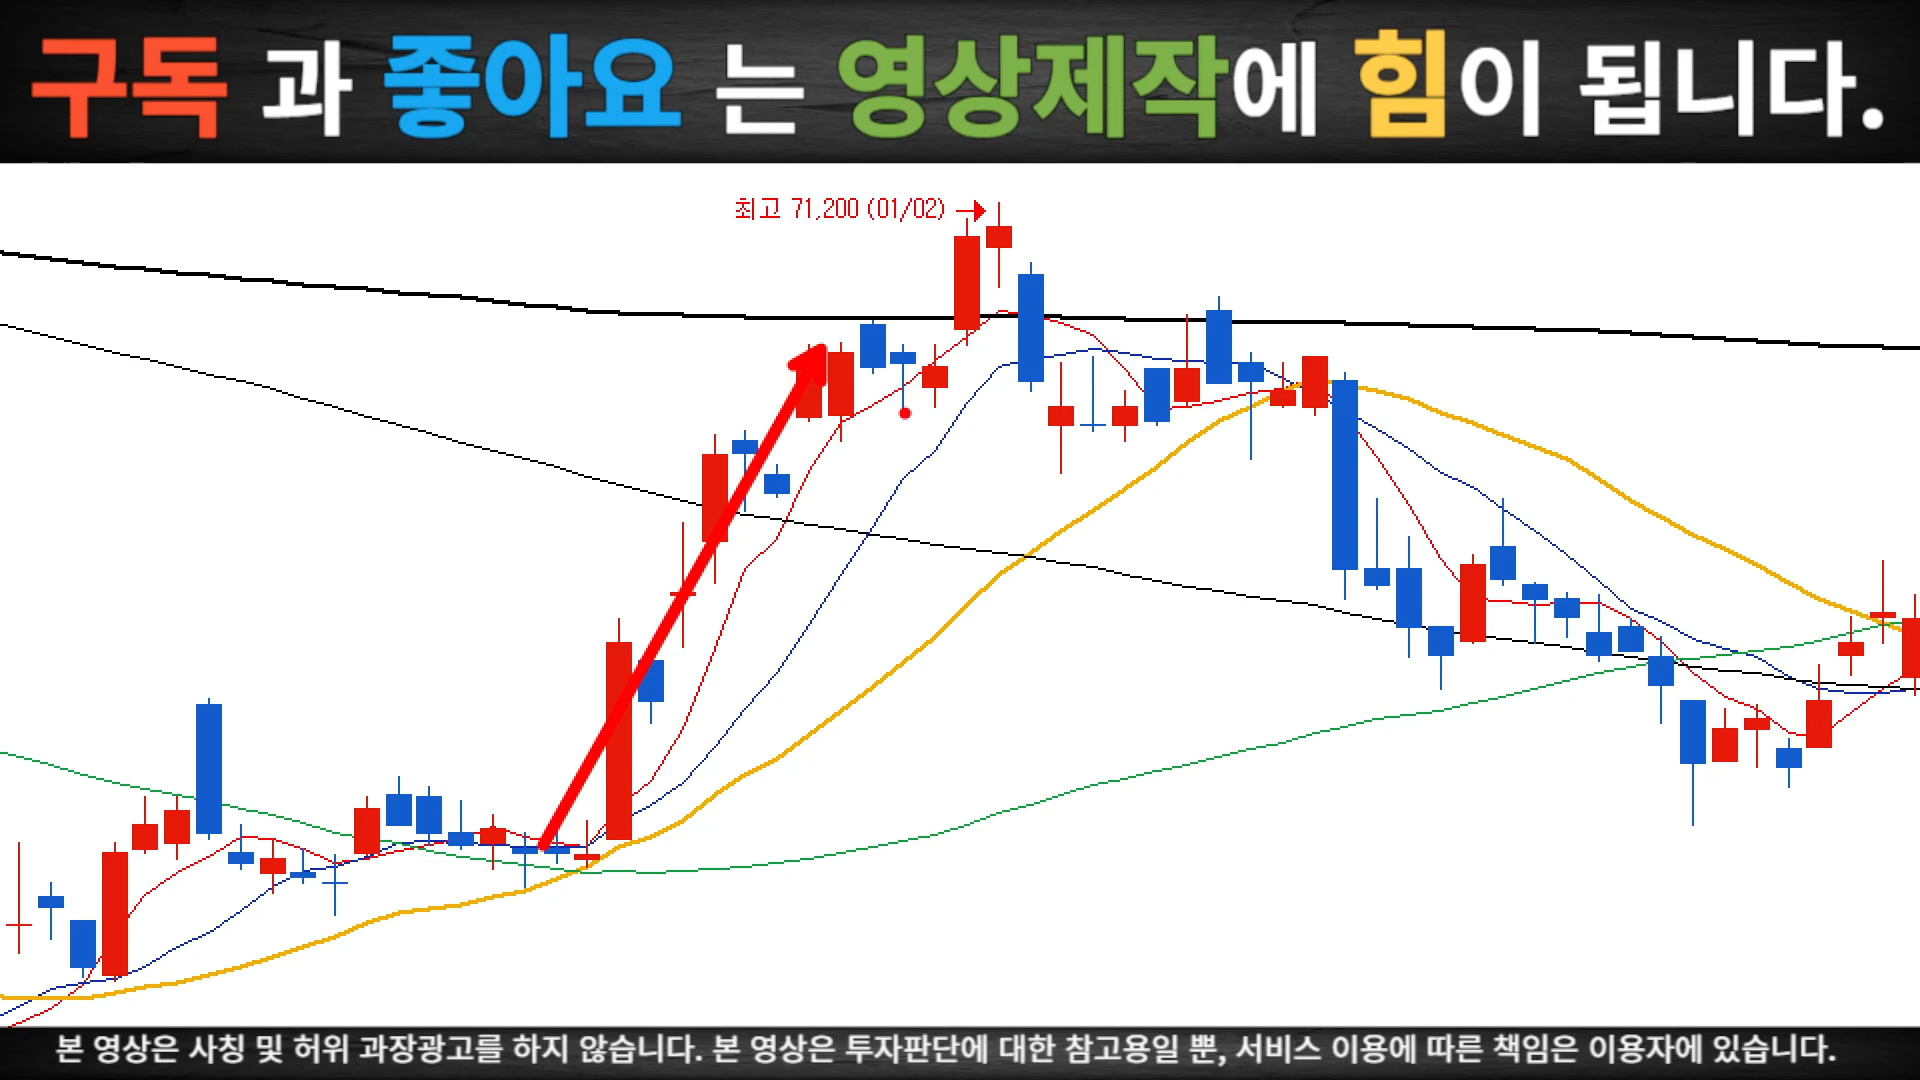 구독 과 좋아요 는 영상제작에 힘이 됩니다.
최고 71,200 (01/02)
본 영상은 사칭 및 허위 과장광고를 하지 않습니다. 본 영상은 투자판단에 대한 참고용일 뿐, 서비스 이용에 따른 책임은 이용자에 있습니다.